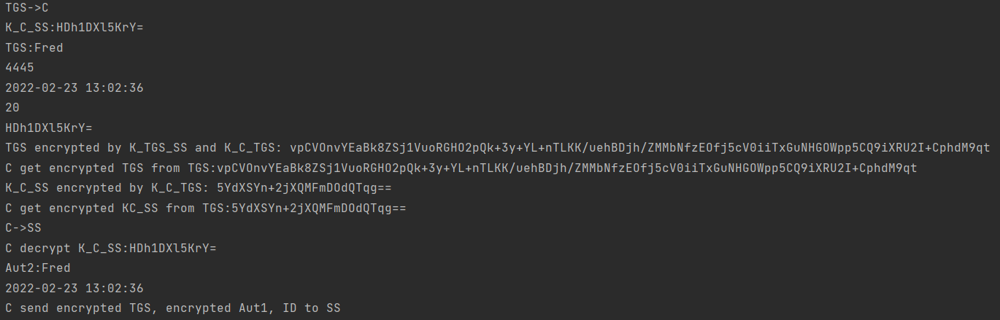 TGS->C
K_C_SS:HDh1DXl5KrY=
TGS:Fred
4445
2022-02-23 13:02:36
20
HDh1DXl5KrY=
TGS encrypted by K_TGS_SS and K_C_TGS: vpCVOnvYEaBk8ZSj1VuoRGHO2pQk+3y+YL+nTLKK/uehBDjh/ZMMbNfzEOfj5cV0iiTxGuNHGOWpp5CQ9iXRU2I+CphdM9qt
C get encrypted TGS from TGS:vpCVOnvYEaBk8ZSj1VuoRGHO2pQk+3y+YL+nTLKK/uehBDjh/ZMMbNfzEOfj5cV0iiTxGuNHGOWpp5CQ9iXRU2I+CphdM9qt
K_C_SS encrypted by K_C_TGS: 5YdXSYn+2jXQMFmDOdQTqg==
C get encrypted KC_SS from TGS:5YdXSYn+2jXQMFmDOdQTqg==
C->SS
C decrypt K_C_SS:HDh1DXl5KrY=
Aut2:Fred
2022-02-23 13:02:36
C send encrypted TGS, encrypted Aut1, ID to SS